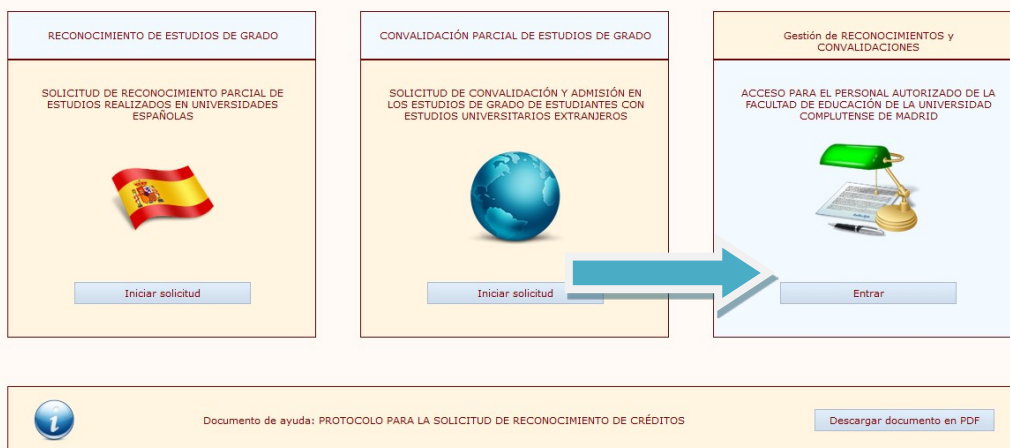 RECONOCIMIENTO DE ESTUDIOS DE GRADO
SOLICITUD DE RECONOCIMIENTO PARCIAL DE
ESTUDIOS REALIZADOS EN UNIVERSIDADES
ESPAÑOLAS
Iniciar solicitud
CONVALIDACIÓN PARCIAL DE ESTUDIOS DE GRADO
SOLICITUD DE CONVALIDACIÓN Y ADMISIÓN EN
LOS ESTUDIOS DE GRADO DE ESTUDIANTES CON
ESTUDIOS UNIVERSITARIOS EXTRANJEROS
Iniciar solicitud
Gestión de RECONOCIMIENTOS y
CONVALIDACIONES
ACCESO PARA EL PERSONAL AUTORIZADO DE LA
FACULTAD DE EDUCACIÓN DE LA UNIVERSIDAD
COMPLUTENSE DE MADRID
Entrar
Documento de ayuda: PROTOCOLO PARA LA SOLICITUD DE RECONOCIMIENTO DE CRÉDITOS
Descargar documento en PDF